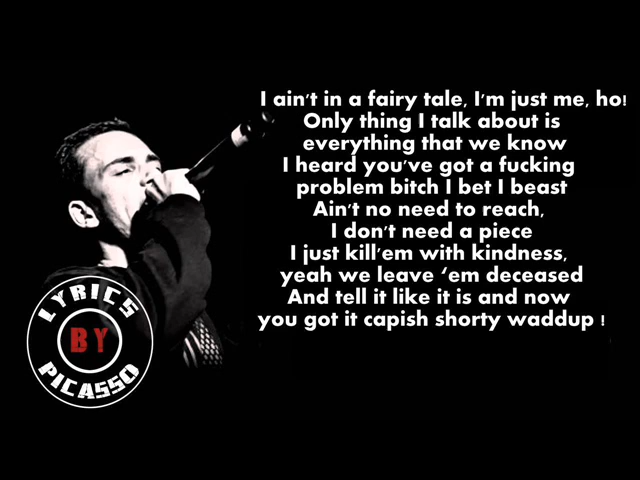 I ain't in a fairy tale, I'm just me, ho!
Only thing I talk about is
everything that we know
I heard you've got a fucking
problem bitch I bet I beast
Ain't no need to reach,
I don't need a piece
I just kill'em with kindness,
yeah we leave ‘em deceased
And tell it like it is and now
you got it capish shorty waddup !
LYRICS
BY
PICASSO